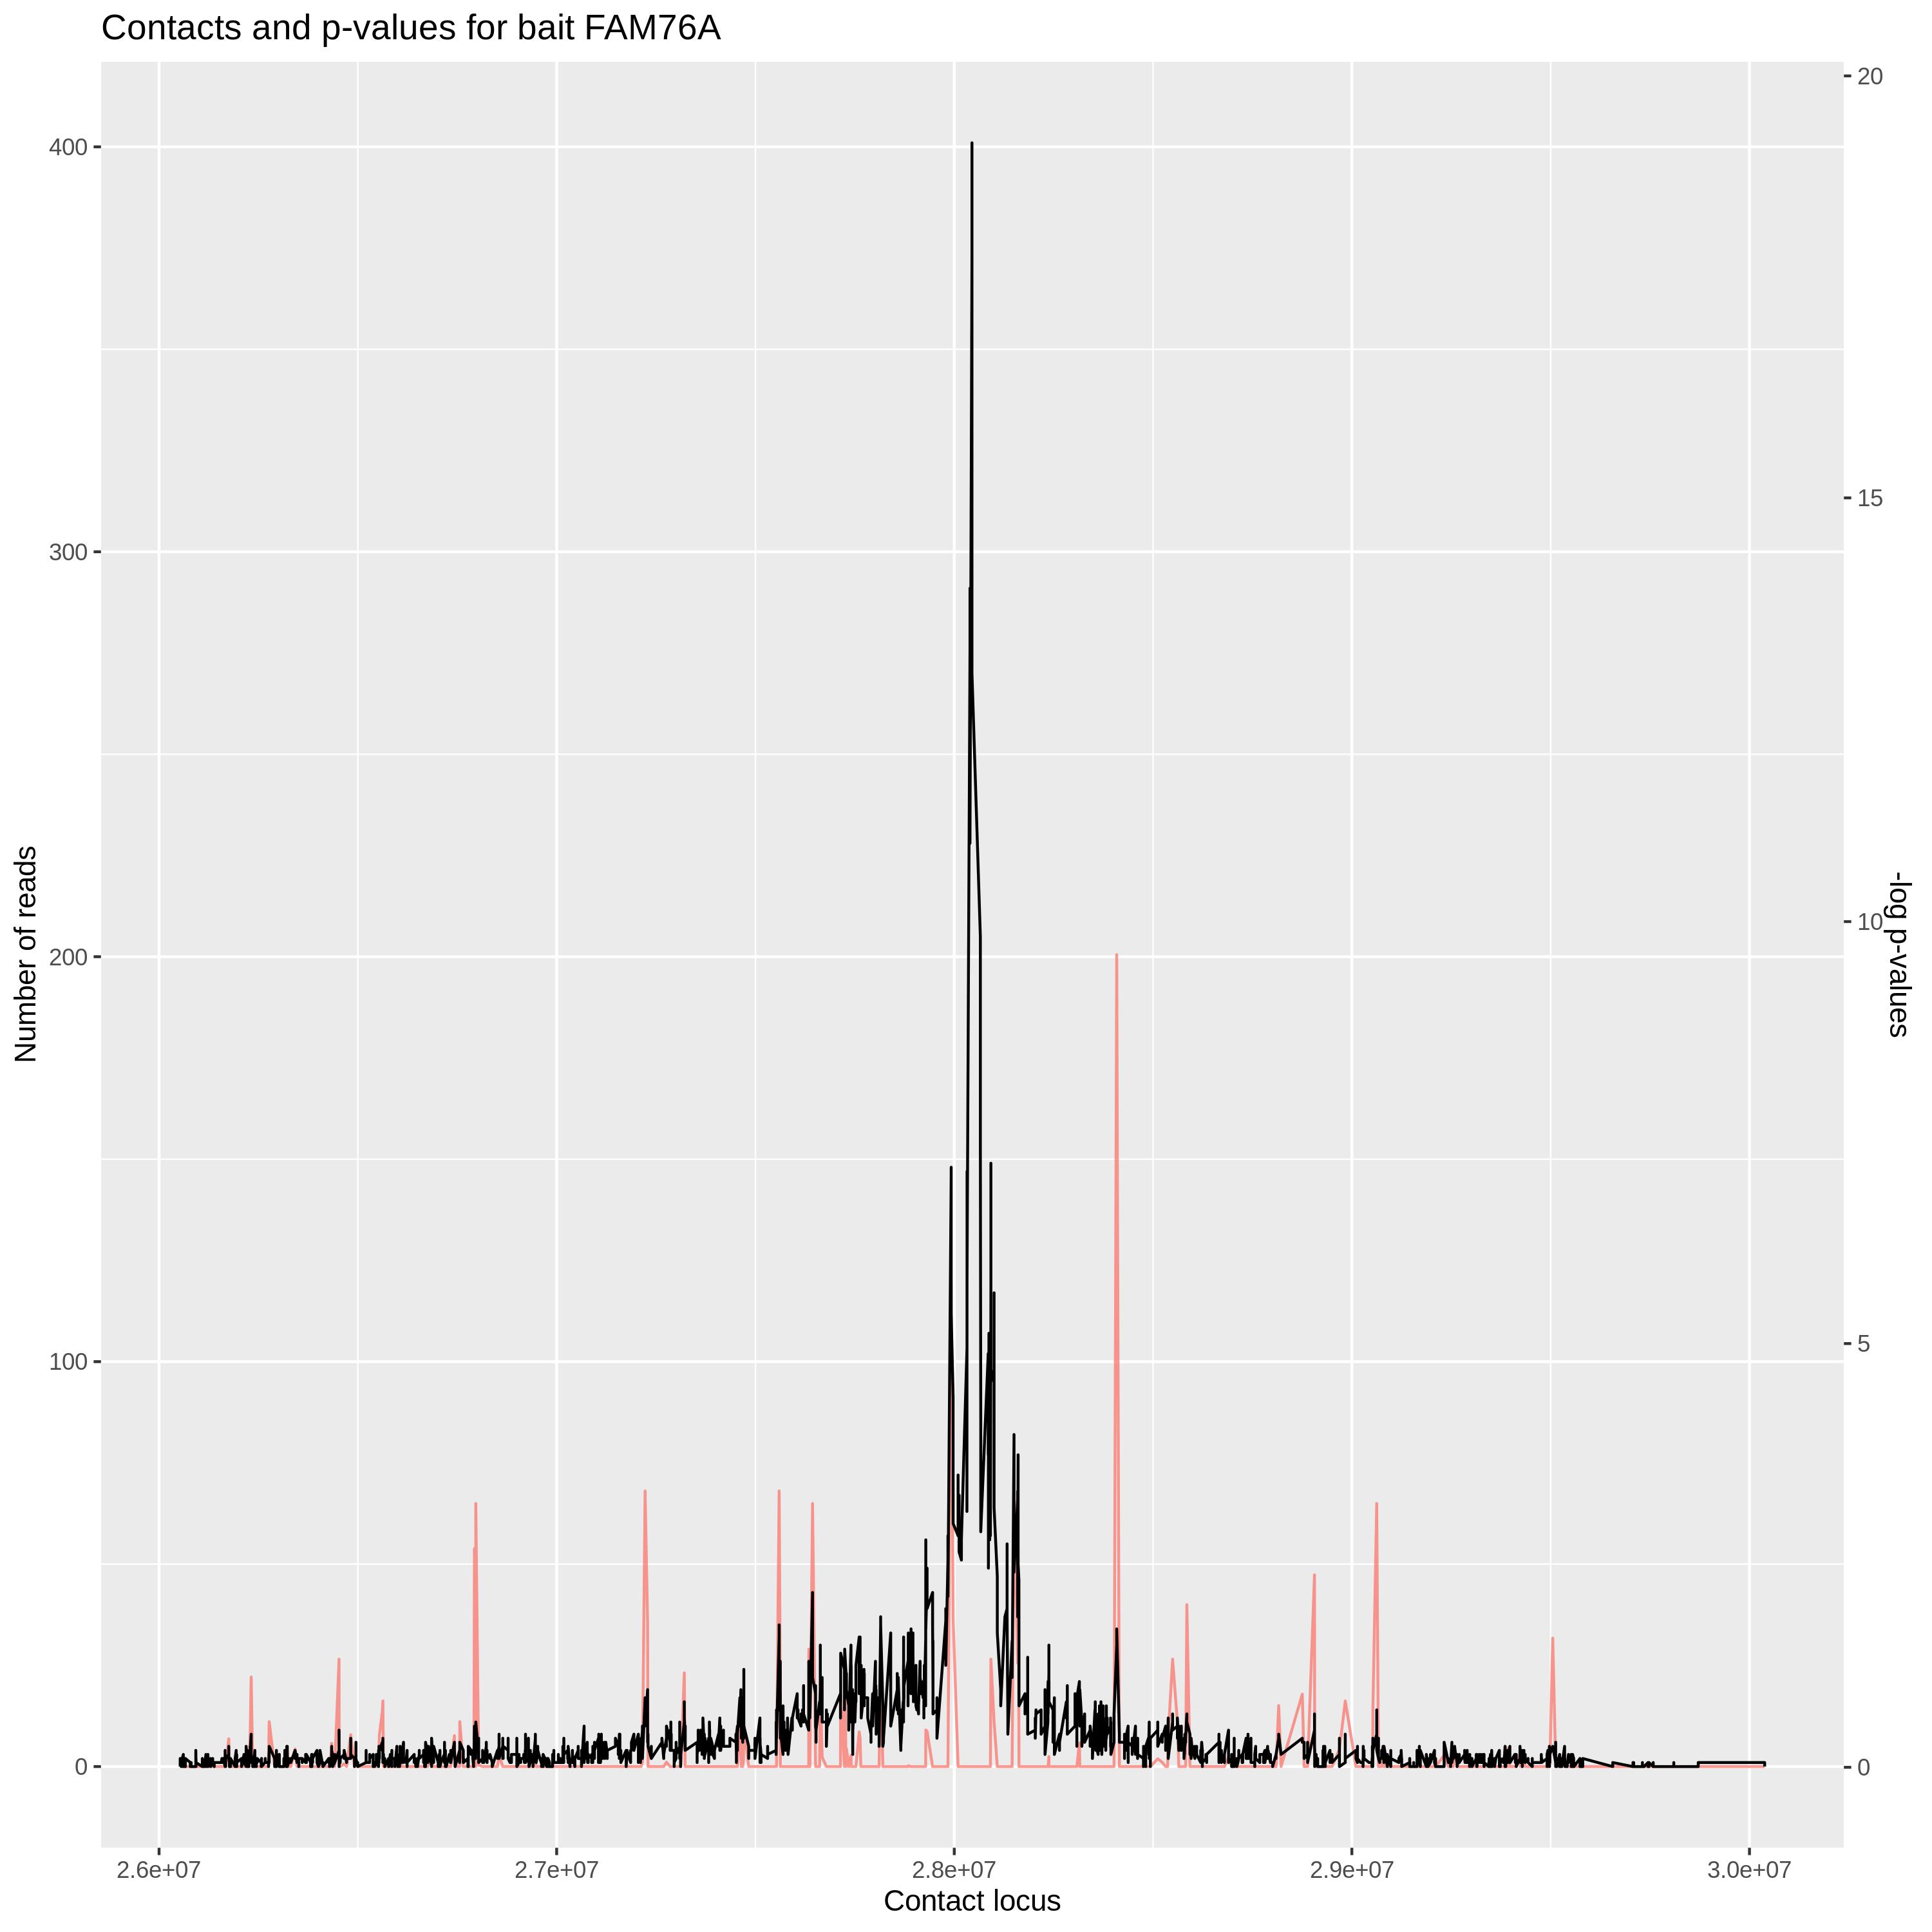 Contacts and p-values for bait FAM76A
400
300
200
100
0
Number of reads
20
15
10
5
0
-log p-values
2.6e+07 2.7e+07 2.8e+07 2.9e+07 3.0e+07
Contact locus